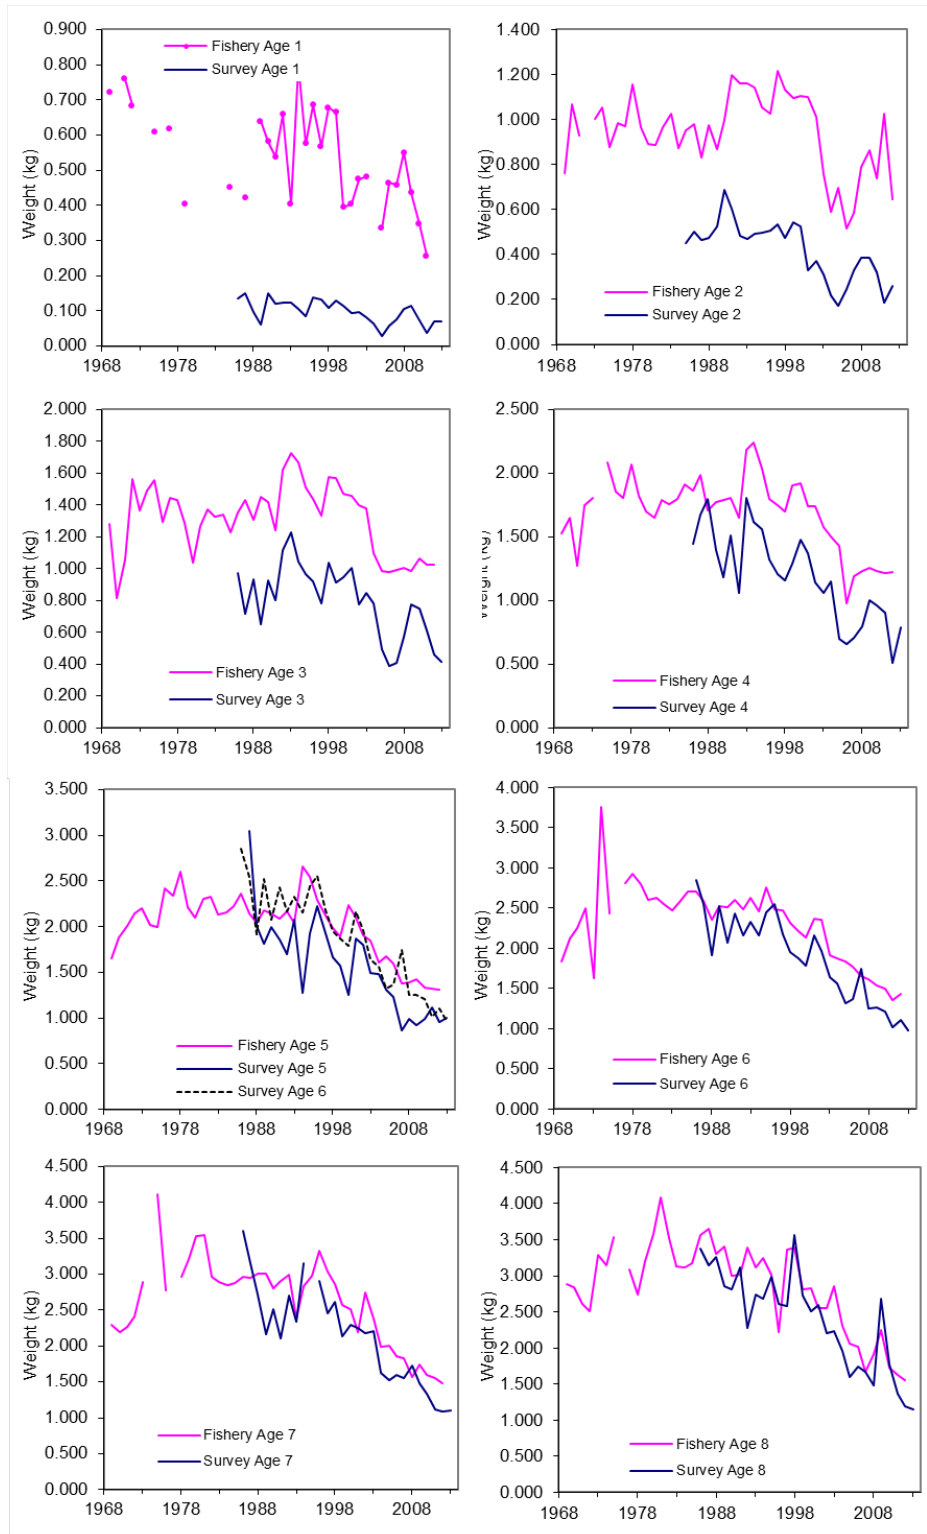 0.900
0.800
0.700
0.600
0.500
0.400
0.300
0.200
0.100
0.000
Weight (kg)
Fishery Age 1
Survey Age 1
1968 1978 1988 1998 2008
1.400
1.200
1.000
0.800
0.600
0.400
0.200
0.000
Weight (kg)
Fishery Age 2
Survey Age 2
1968 1978 1988 1998 2008
2.000
1.800
1.600
1.400
1.200
1.000
0.800
0.600
0.400
0.200
0.000
Weight (kg)
Fishery Age 3
Survey Age 3
1968 1978 1988 1998 2008
2.500
2.000
1.500
1.000
0.500
0.000
Weight (kg)
Fishery Age 4
Survey Age 4
1968 1978 1988 1998 2008
3.500
3.000
2.500
2.000
1.500
1.000
0.500
0.000
Weight (kg)
Fishery Age 5
Survey Age 5
Survey Age 6
1968 1978 1988 1998 2008
4.000
3.500
3.000
2.500
2.000
1.500
1.000
0.500
0.000
Weight (kg)
Fishery Age 6
Survey Age 6
1968 1978 1988 1998 2008
4.500
4.000
3.500
3.000
2.500
2.000
1.500
1.000
0.500
0.000
Weight (kg)
Fishery Age 7
Survey Age 7
1968 1978 1988 1998 2008
4.500
4.000
3.500
3.000
2.500
2.000
1.500
1.000
0.500
0.000
Weight (kg)
Fishery Age 8
Survey Age 8
1968 1978 1988 1998 2008